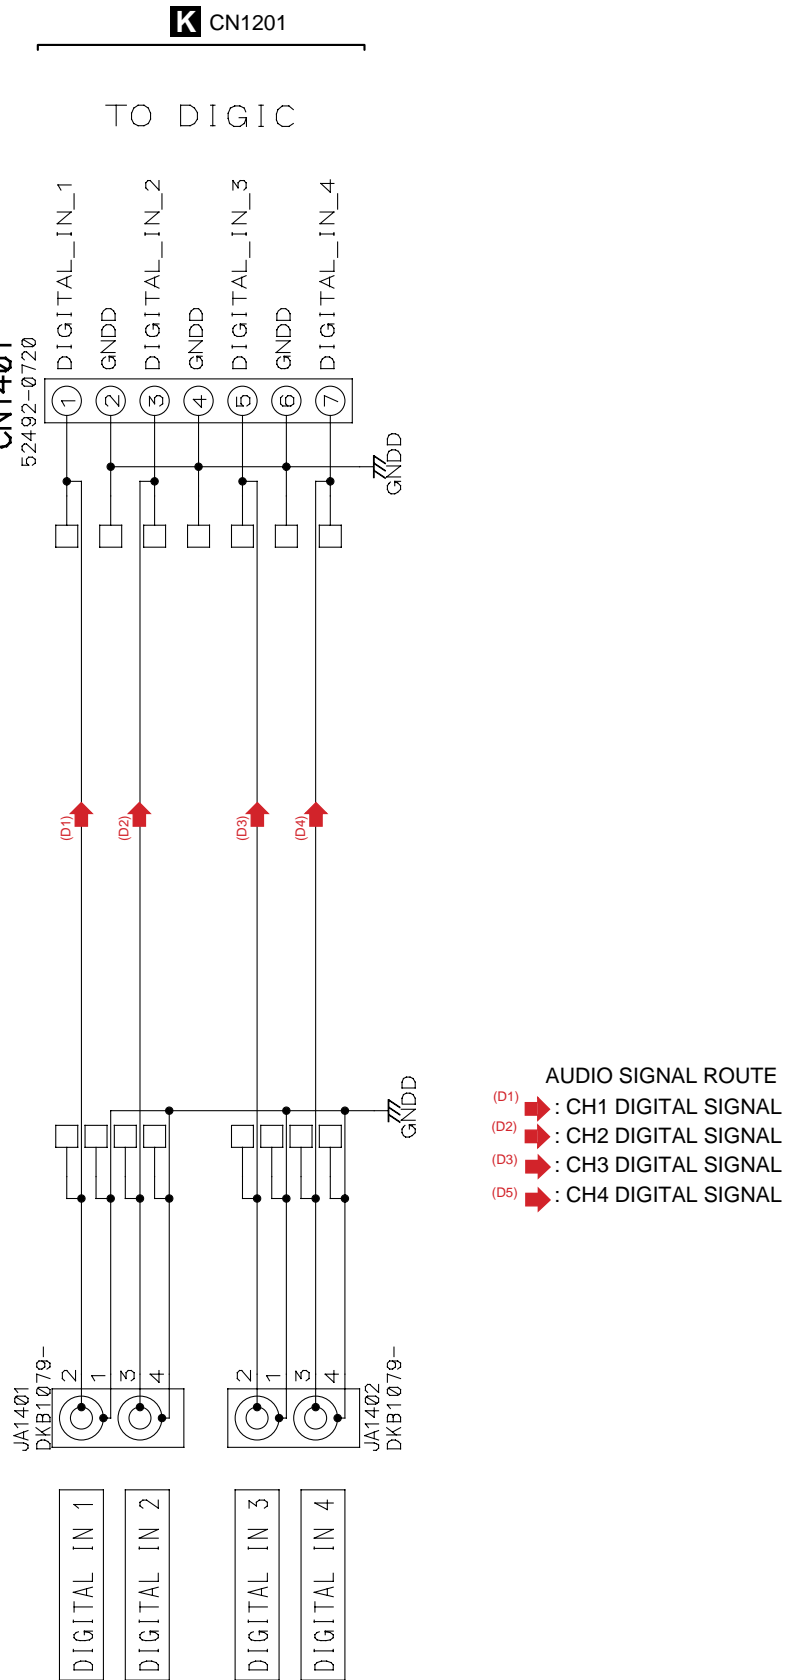 K CN1201
TO DIGIC
DIGITAL_IN_1
GNDD
DIGITAL_IN_2
GNDD
DIGITAL_IN_3
GNDD
DIGITAL_IN_4
CN1401
52492-0720
1
2
3
4
5
6
7
GNDD
(D1)
(D2)
(D3)
(D4)
GNDD
AUDIO SIGNAL ROUTE
(D1) : CH1 DIGITAL SIGNAL
(D2) : CH2 DIGITAL SIGNAL
(D3) : CH3 DIGITAL SIGNAL
(D5) : CH4 DIGITAL SIGNAL
JA1401
DKB1079-
2
1
3
4
2
1
3
4
JA1402
DKB1079-
DIGITAL IN 1
DIGITAL IN 2
DIGITAL IN 3
DIGITAL IN 4